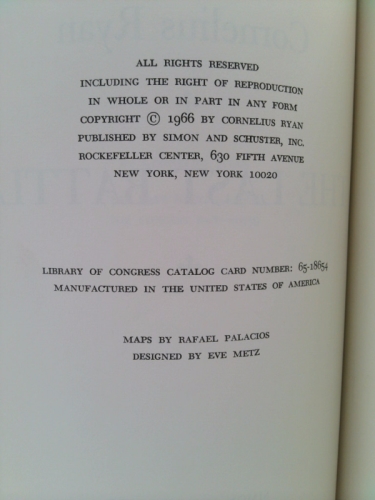 ALL RIGHTS RESERVED
INCLUDING THE RIGHT OF REPRODUCTION
IN WHOLE OR IN PART IN ANY FORM
COPYRIGHT © 1966 BY CORNELIUS RYAN
PUBLISHED BY SIMON AND SCHUSTER, INC.
ROCKEFELLER CENTER, 630 FIFTH AVENUE
NEW YORK, NEW YORK 10020
LIBRARY OF CONGRESS CATALOG CARD NUMBER: 65-18654
MANUFACTURED IN THE UNITED STATES OF AMERICA
MAPS BY RAFAEL PALACIOS
DESIGNED BY EVE METZ